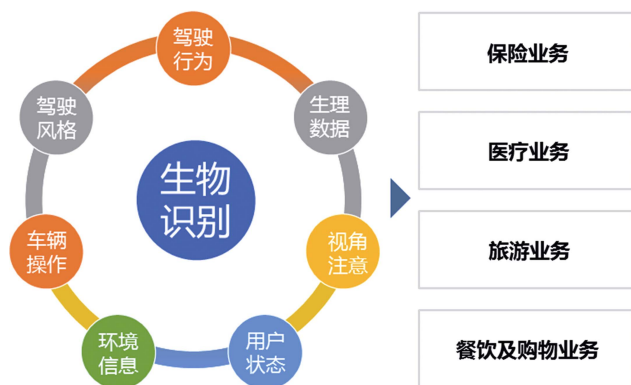 驾驶
行为
生理
数据
视角
注意
用户
状态
环境
信息
车辆
操作
驾驶
风格
生物
识别
保险业务
医疗业务
旅游业务
餐饮及购物业务